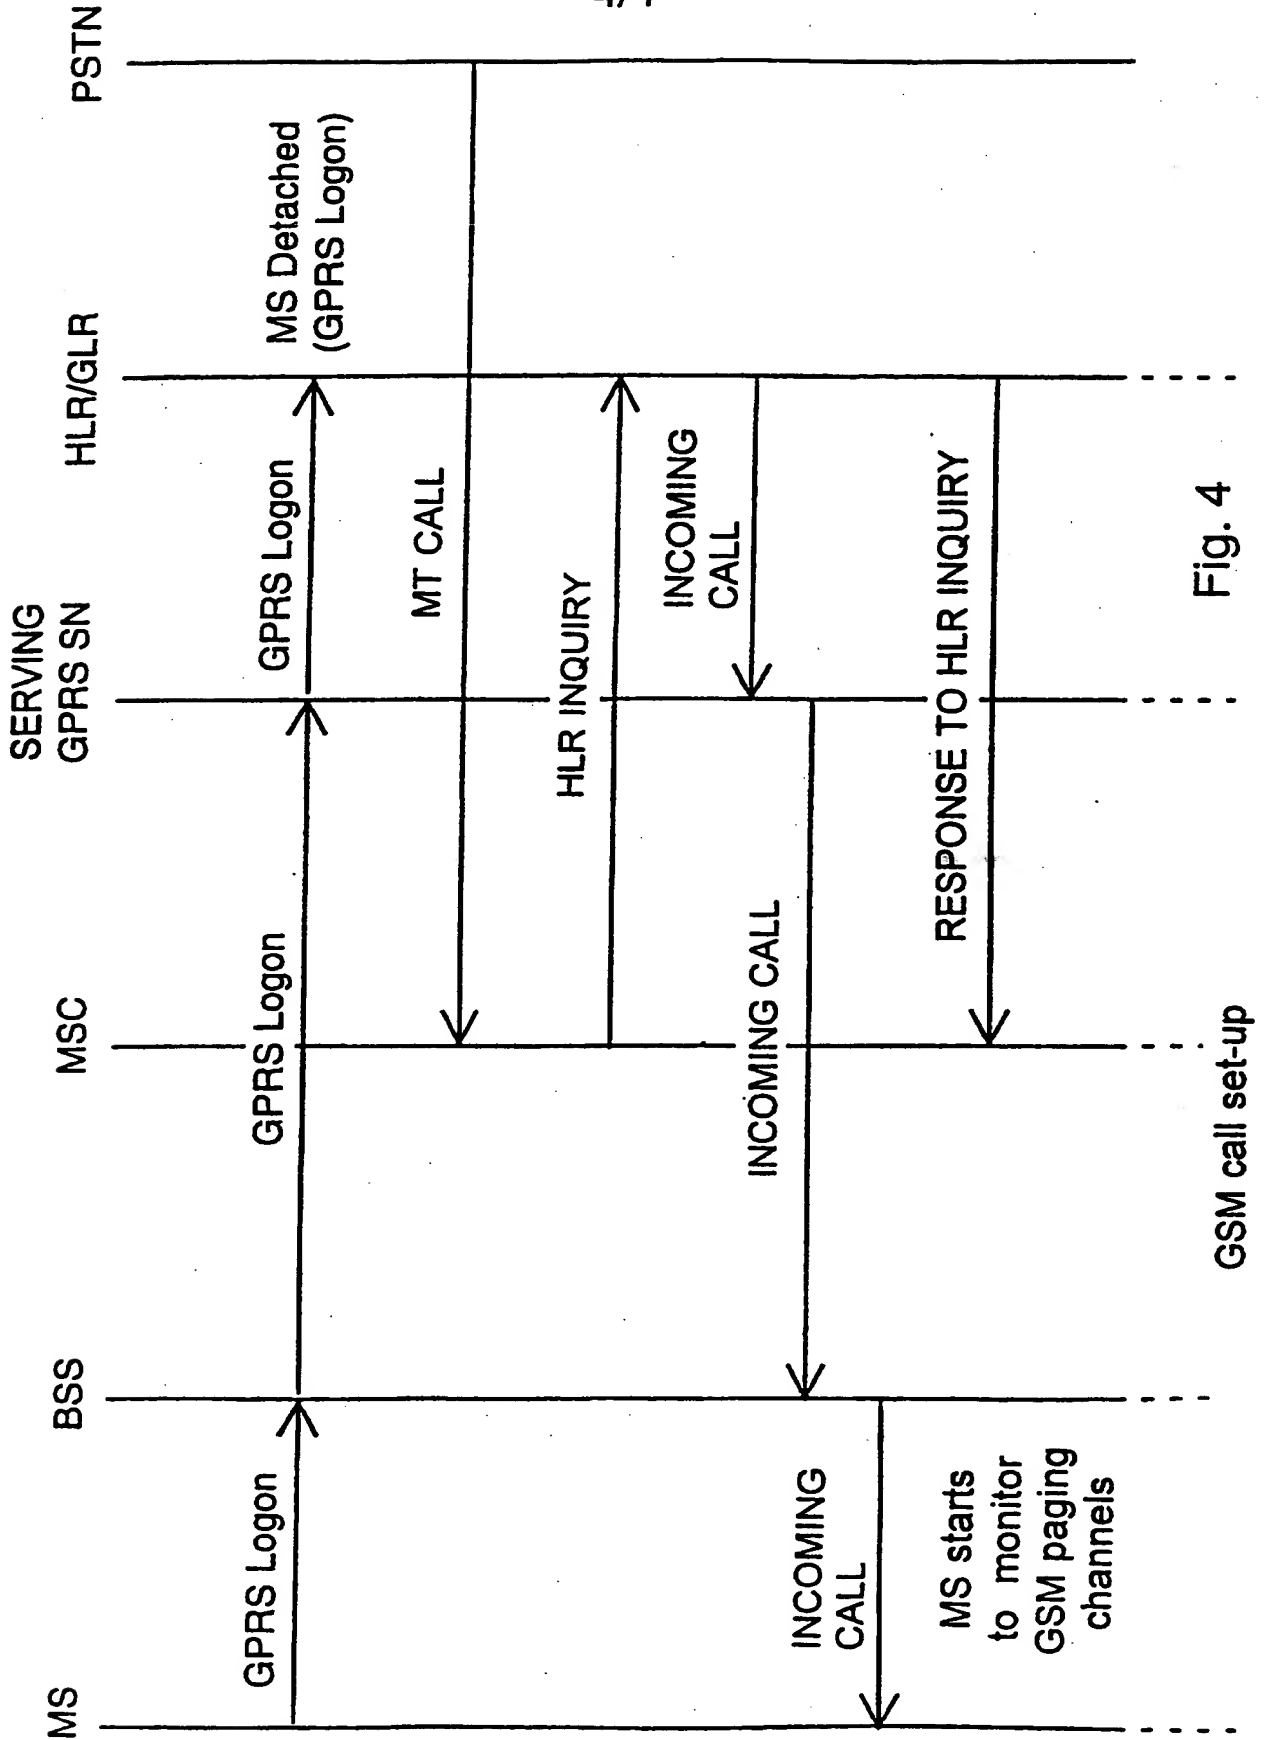 MS
BSS
MSC
SERVING
GPRS SN
HLR/GLR
PSTN
GPRS Logon
GPRS Logon
GPRS Logon
MS Detached
(GPRS Logon)
MT CALL
HLR INQUIRY
INCOMING
CALL
INCOMING CALL
INCOMING
CALL
RESPONSE TO HLR INQUIRY
MS starts
to monitor
GSM paging
channels
GSM call set-up
Fig. 4